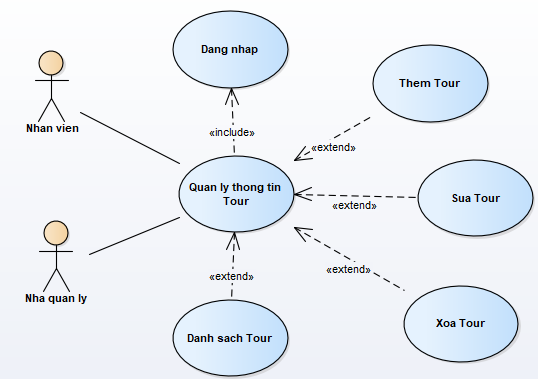 Dang nhap
Them Tour
Nhan vien
«include»
«extend»
Quan ly thong tin
Tour
Sua Tour
«extend»
Nha quan ly
«extend»
«extend»
Danh sach Tour
Xoa Tour